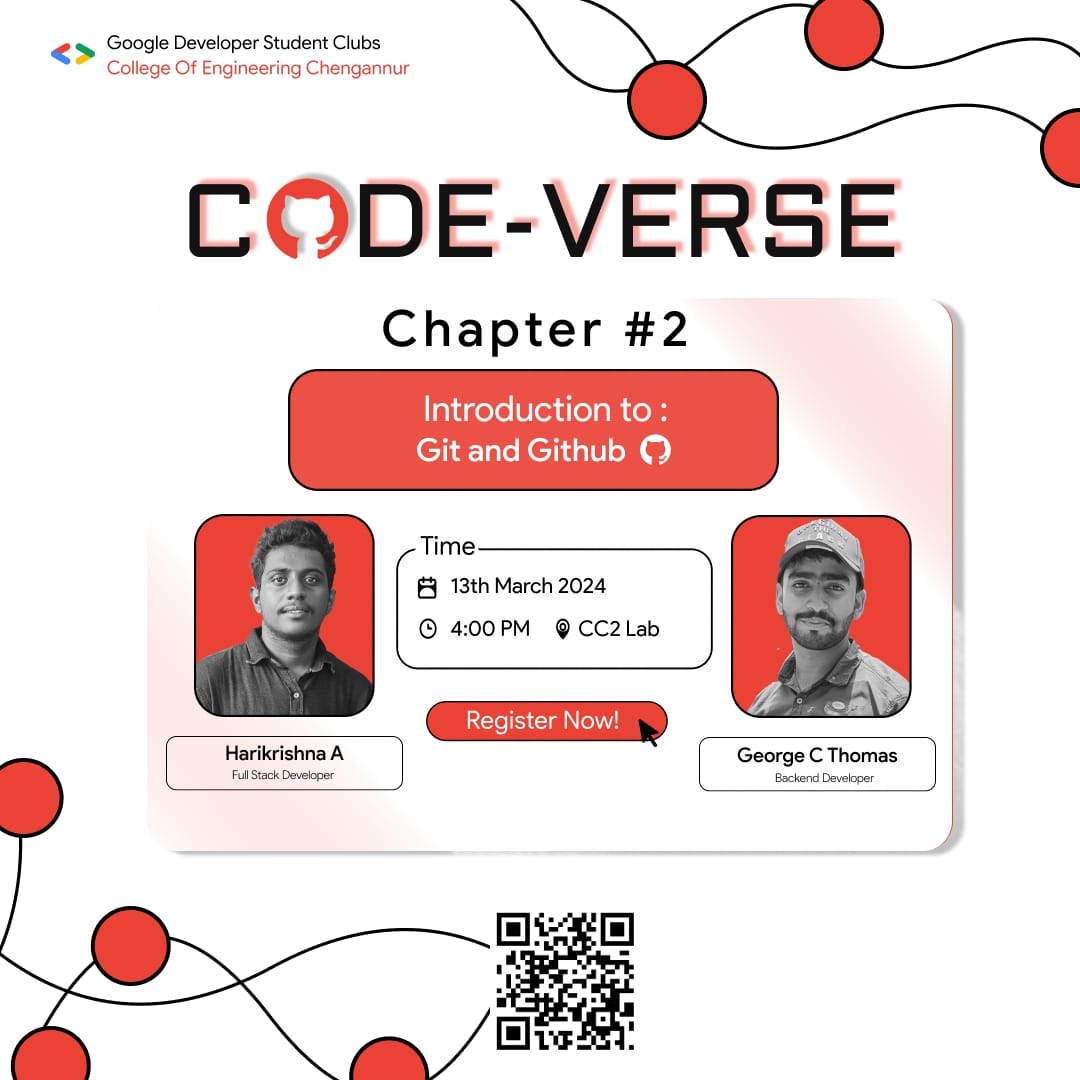 Google Developer Student Clubs
College Of Engineering Chengannur
CODE-VERSE
Chapter #2
Introduction to :
Git and Github
Time
13th March 2024
4:00 PM CC2 Lab
Register Now!
Harikrishna A
Full Stack Developer
George C Thomas
Backend Developer